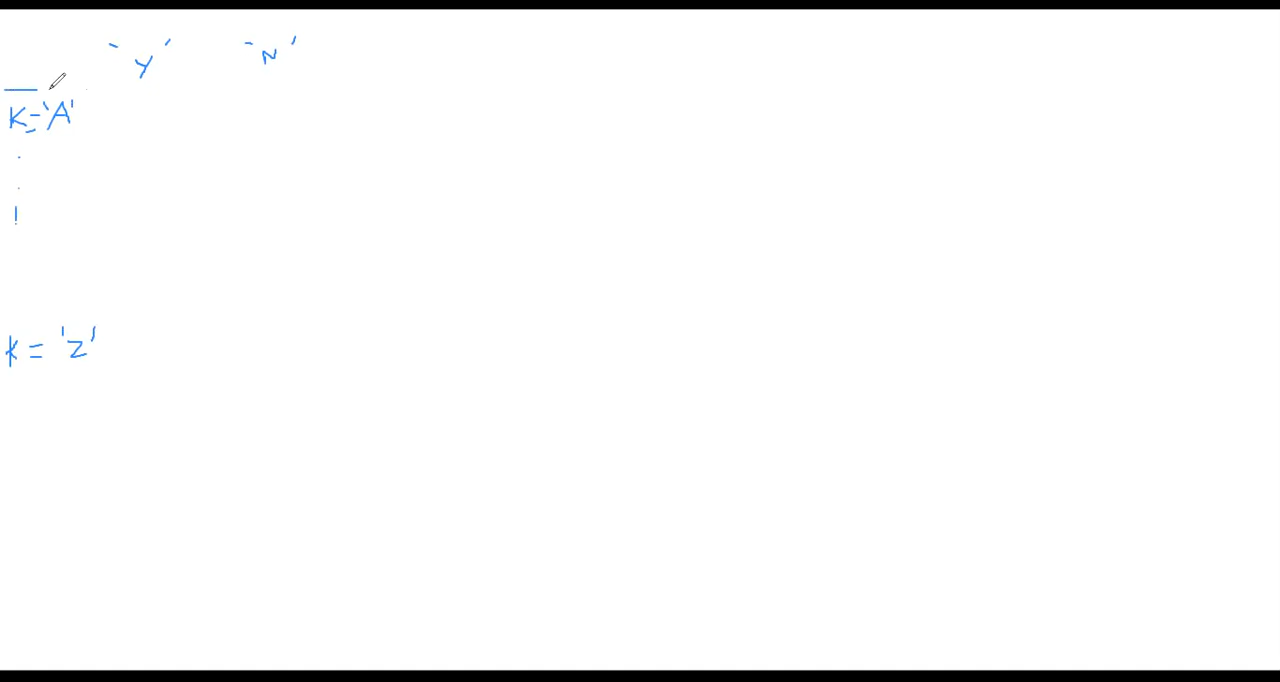 'Y' 'N'
K='A'
.
.
!
K = 'Z'